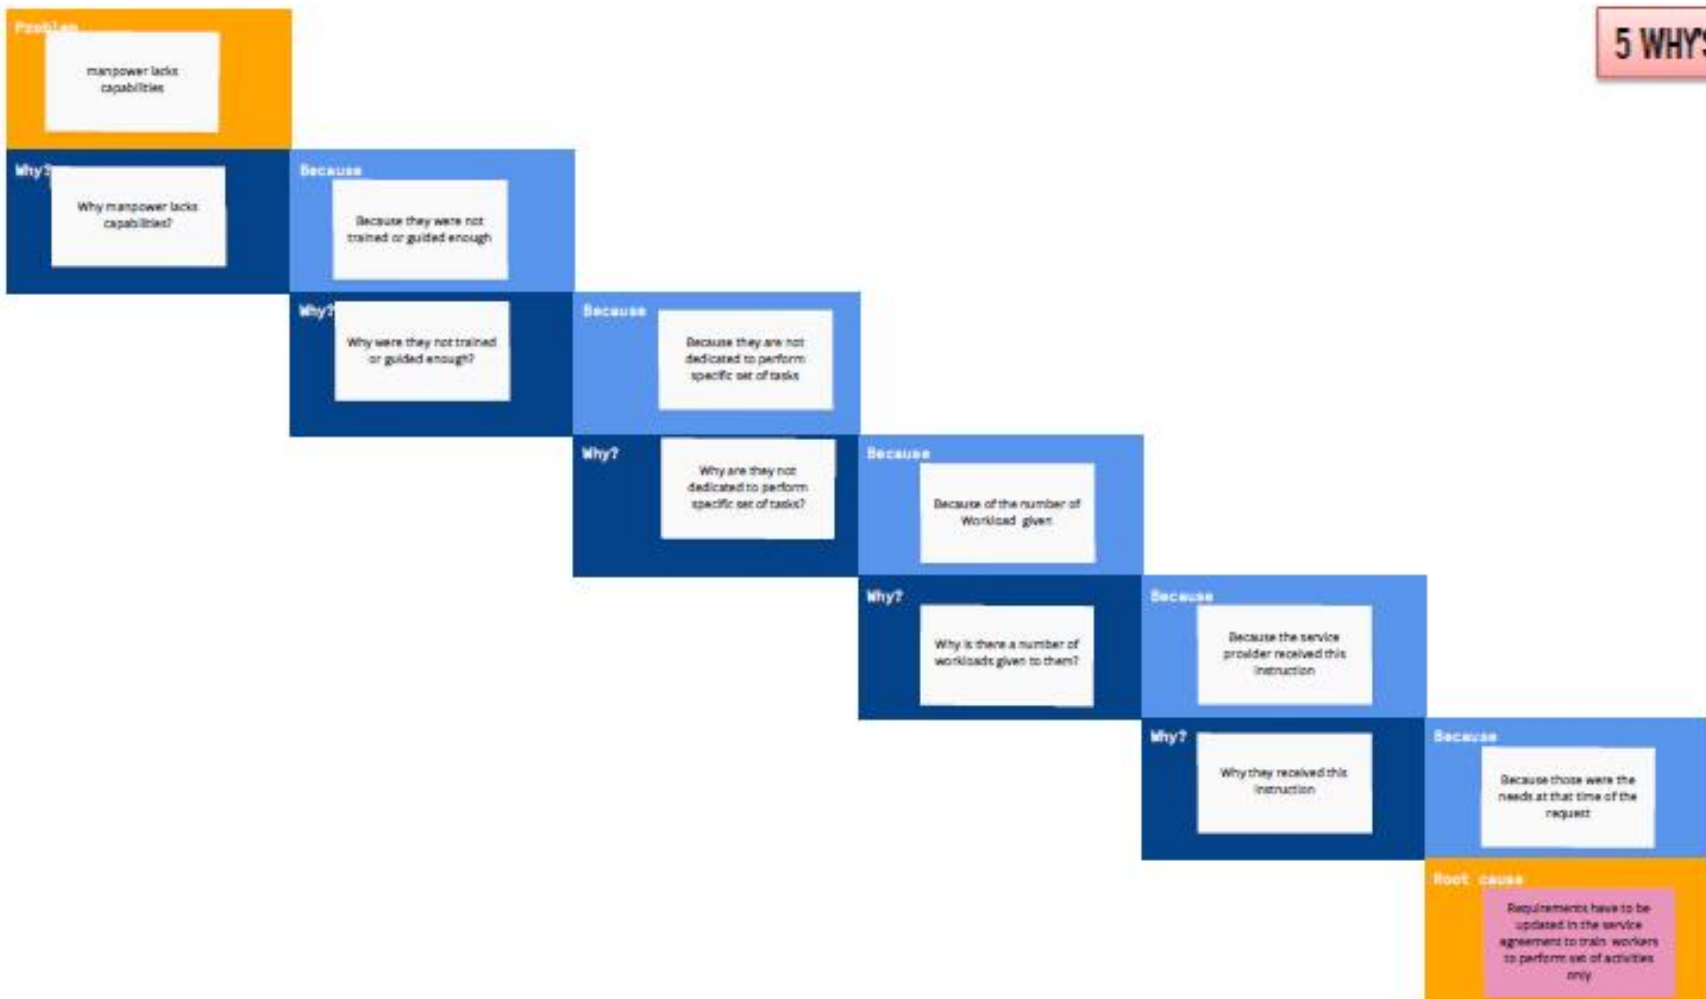 5 WHY'S
Problem
manpower lacks
capabilities
Why?
Why manpower lacks
capabilities?
Because
Because they were not
trained or guided enough
Why?
Why were they not trained
or guided enough?
Because
Because they are not
dedicated to perform
specific set of tasks
Why?
Why are they not
dedicated to perform
specific set of tasks?
Because
Because of the number of
Workload given
Why?
Why is there a number of
workloads given to them?
Because
Because the service
provider received this
instruction
Why?
Why they received this
instruction
Because
Because those were the
needs at that time of the
request
Root cause
Requirements have to be
updated in the service
agreement to train workers
to perform set of activities
only